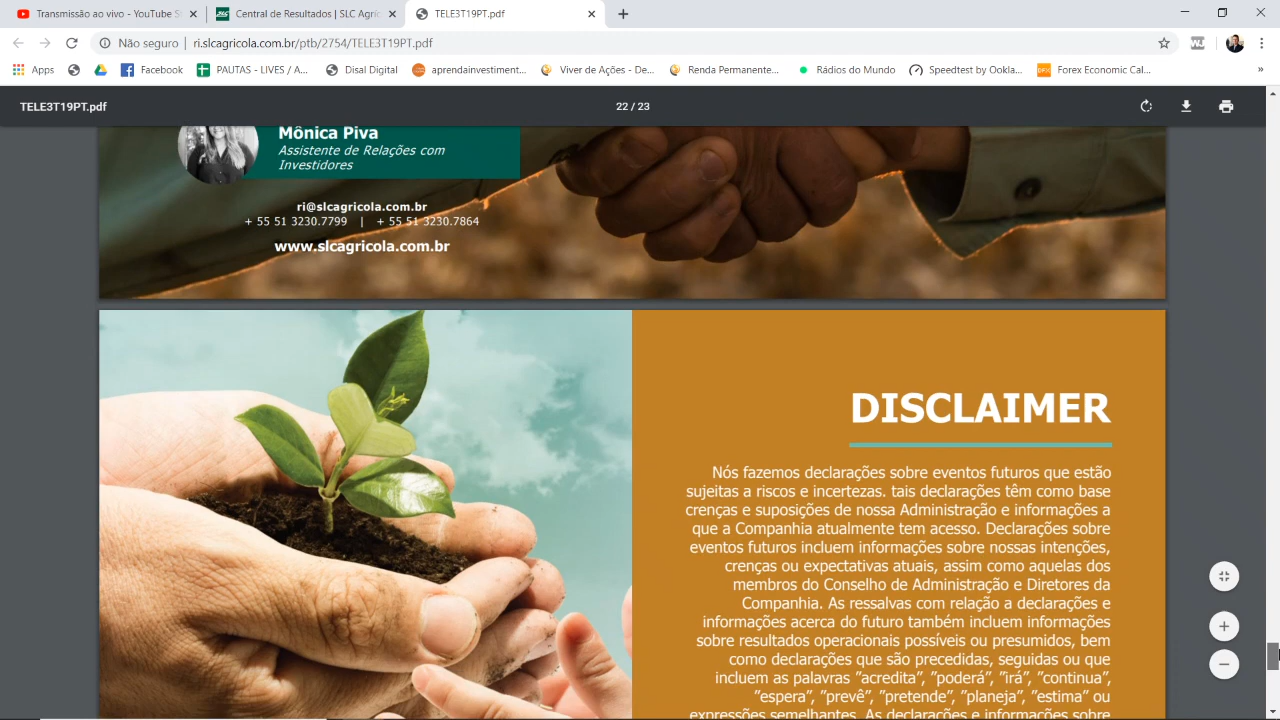 Transmissão ao vivo - YouTube S
Central de Resultados | SLC Agríc
TELE3T19PT.pdf
Não seguro | ri.slcagricola.com.br/ptb/2754/TELE3T19PT.pdf
Apps
Facebook
PAUTAS - LIVES / A...
Disal Digital
aprendainvestiment...
Viver de Ações - De...
Renda Permanente...
Rádios do Mundo
Speedtest by Ookla...
Forex Economic Cal...
»
TELE3T19PT.pdf
22 / 23
Mônica Piva
Assistente de Relações com
Investidores
ri@slcagricola.com.br
+ 55 51 3230.7799 | + 55 51 3230.7864
www.slcagricola.com.br
DISCLAIMER
Nós fazemos declarações sobre eventos futuros que estão
sujeitas a riscos e incertezas. tais declarações têm como base
crenças e suposições de nossa Administração e informações a
que a Companhia atualmente tem acesso. Declarações sobre
eventos futuros incluem informações sobre nossas intenções,
crenças ou expectativas atuais, assim como aquelas dos
membros do Conselho de Administração e Diretores da
Companhia. As ressalvas com relação a declarações e
informações acerca do futuro também incluem informações
sobre resultados operacionais possíveis ou presumidos, bem
como declarações que são precedidas, seguidas ou que
incluem as palavras "acredita", "poderá", "irá", "continua",
"espera", "prevê", "pretende", "planeja", "estima" ou
expressões semelhantes. As declarações e informações sobre